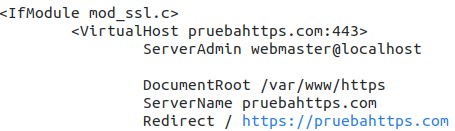 <IfModule mod_ssl.c>
<VirtualHost pruebahttps.com:443>
ServerAdmin webmaster@localhost
DocumentRoot /var/www/https
ServerName pruebahttps.com
Redirect / https://pruebahttps.com